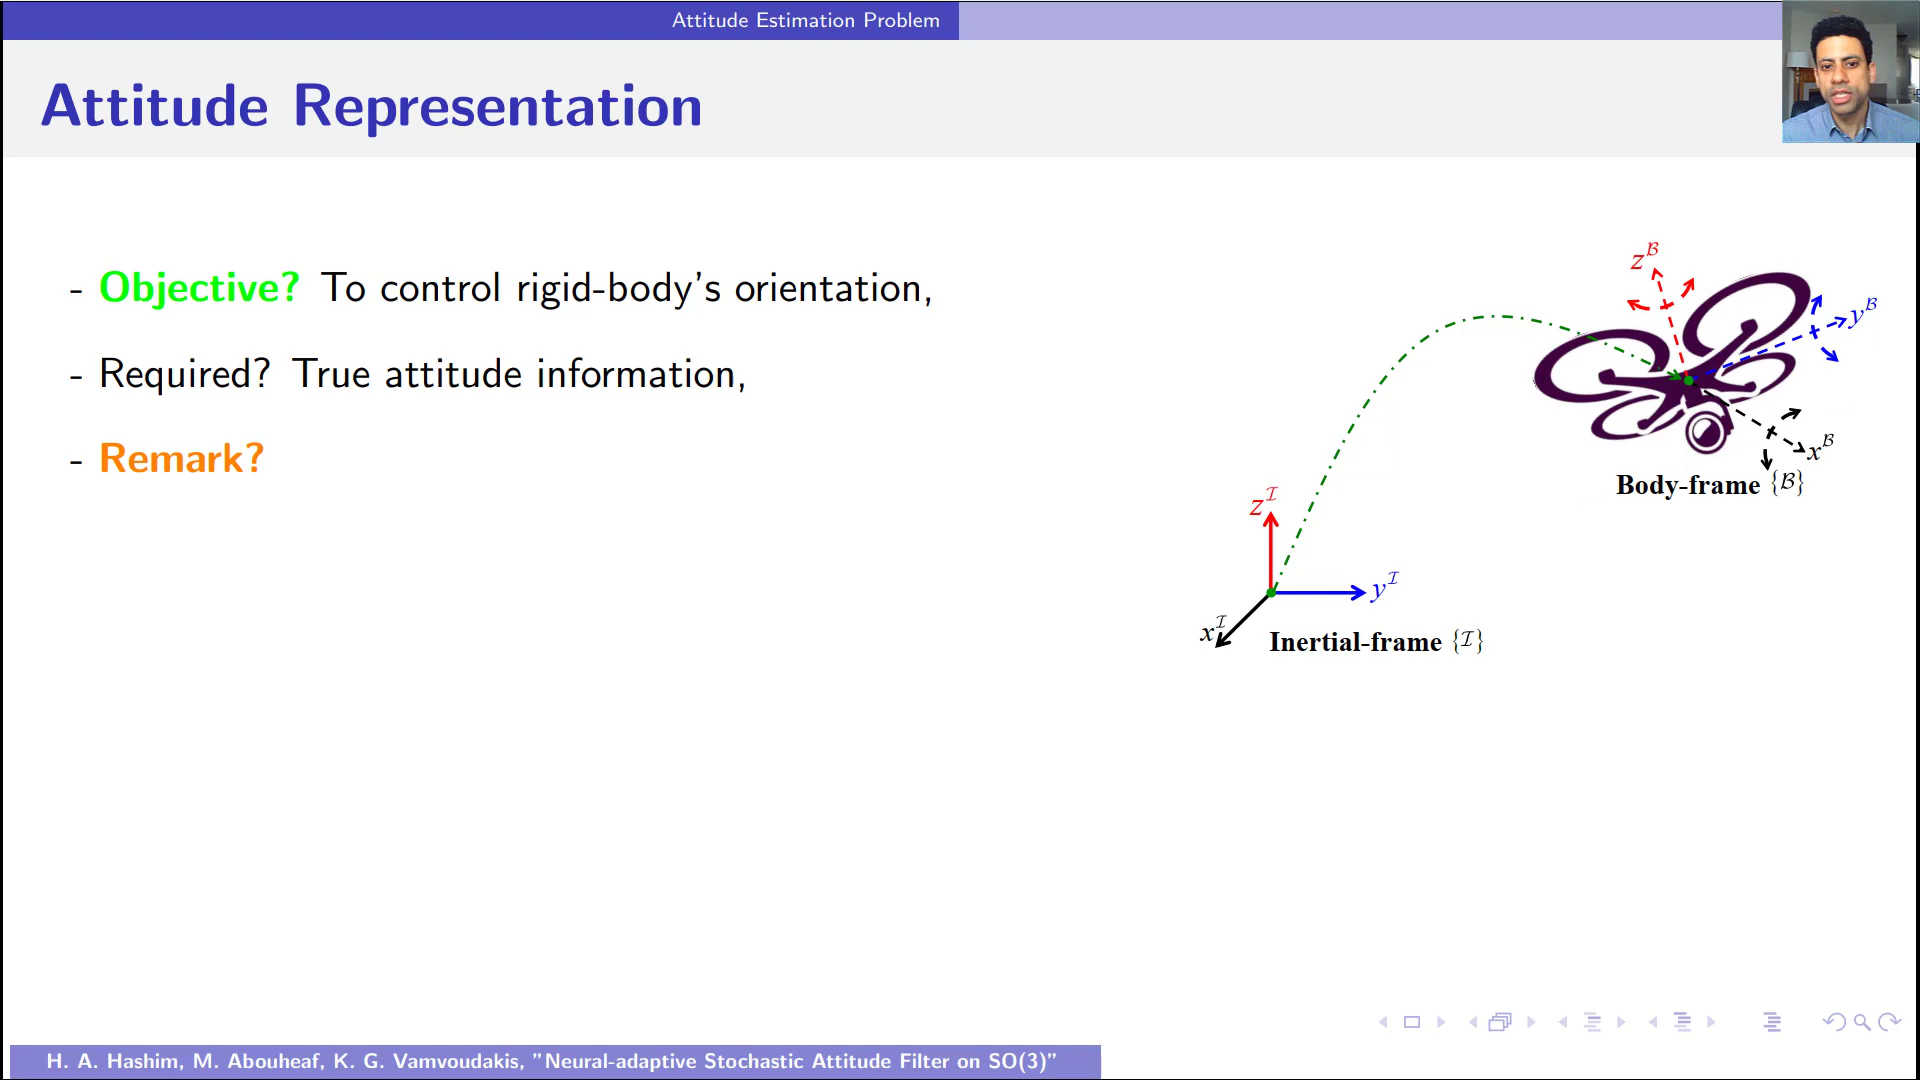 Attitude Estimation Problem
Attitude Representation
- Objective? To control rigid-body's orientation,
- Required? True attitude information,
- Remark?
z^ℬ
y^ℬ
x^ℬ
Body-frame {ℬ}
z^ℐ
y^ℐ
x^ℐ
Inertial-frame {ℐ}
H. A. Hashim, M. Abouheaf, K. G. Vamvoudakis, "Neural-adaptive Stochastic Attitude Filter on SO(3)"